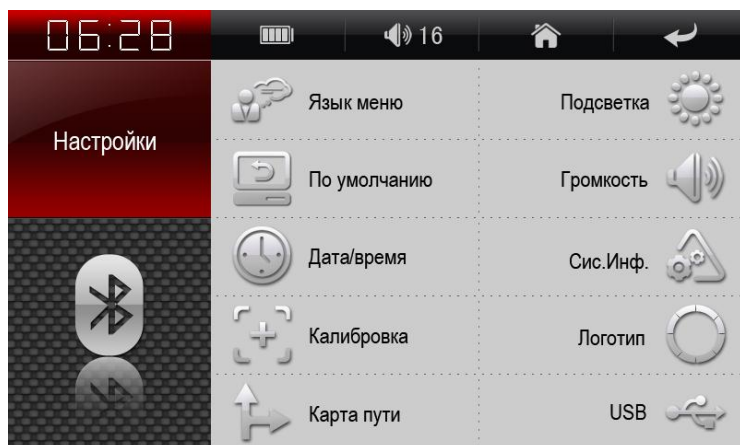 06:28
16
Настройки
Язык меню
Подсветка
По умолчанию
Громкость
Дата/время
Сис.Инф.
Калибровка
Логотип
Карта пути
USB